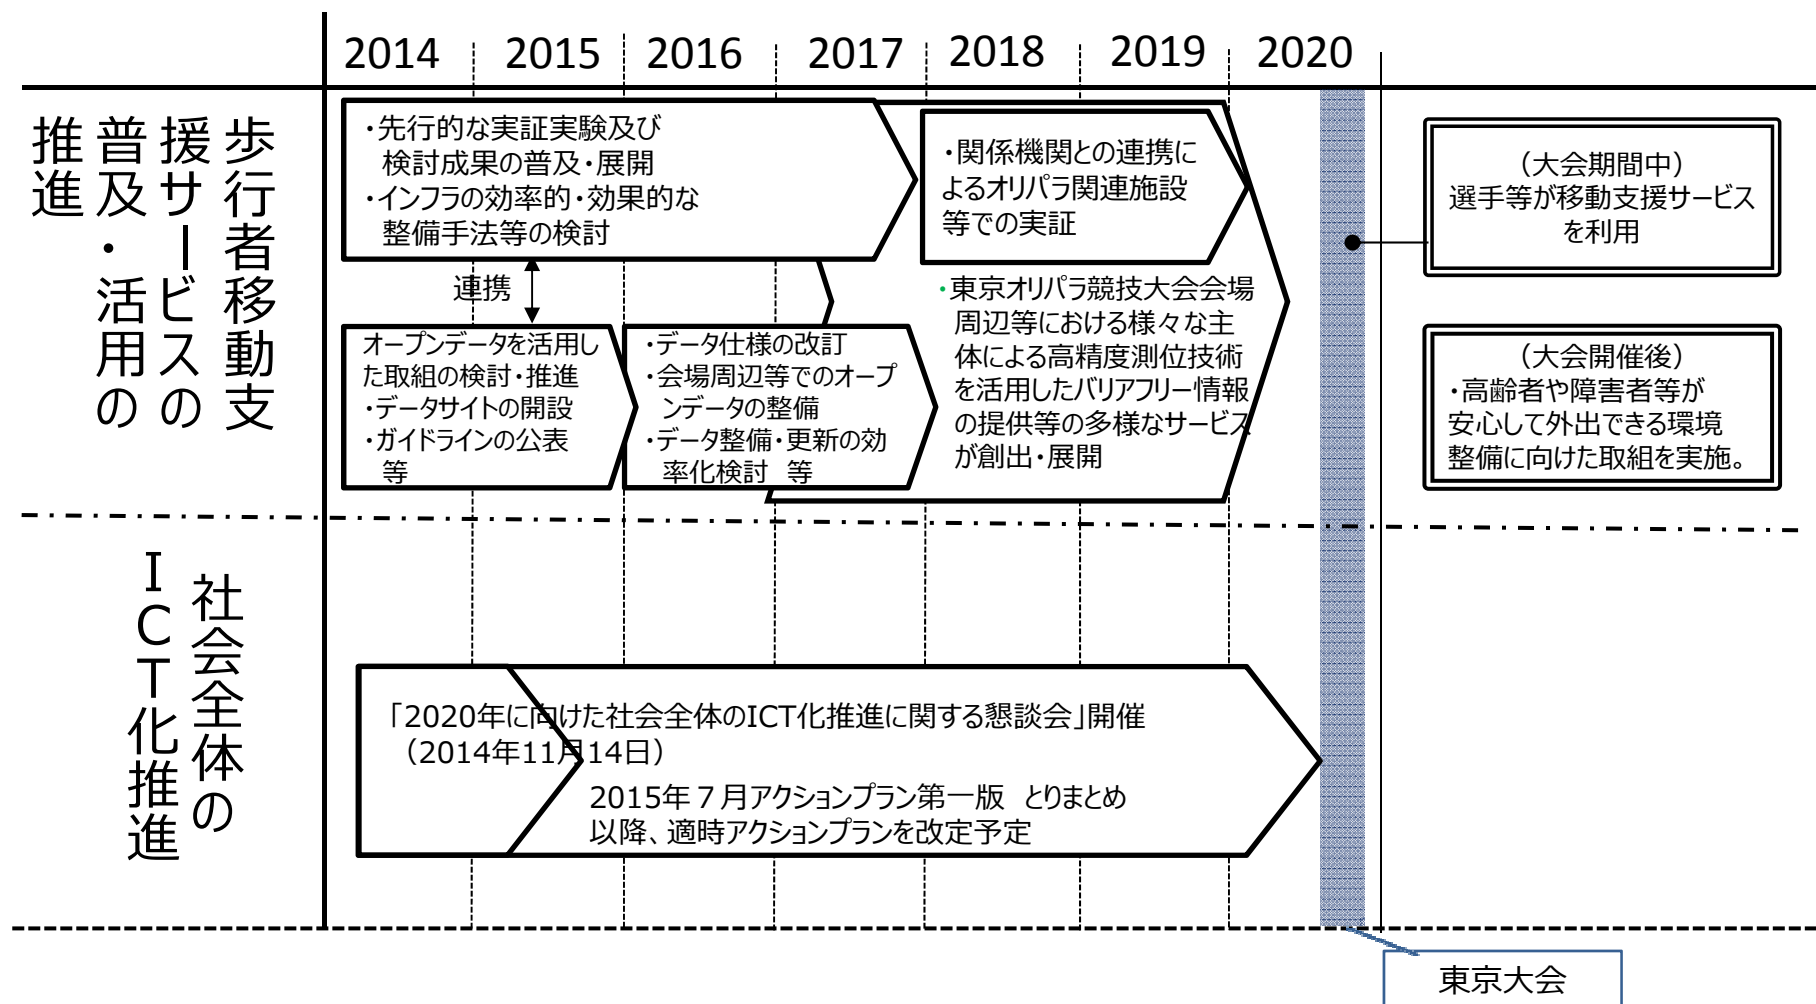 2014 2015 2016 2017 2018 2019 2020
歩行者移動支
援サービスの
普及・活用の
推進
・先行的な実証実験及び
検討成果の普及・展開
・インフラの効率的・効果的な
整備手法等の検討
連携
オープンデータを活用し
た取組の検討・推進
・データサイトの開設
・ガイドラインの公表
等
・データ仕様の改訂
・会場周辺等でのオープ
ンデータの整備
・データ整備・更新の効
率化検討 等
・関係機関との連携に
よるオリパラ関連施設
等での実証
・東京オリパラ競技大会会場
周辺等における様々な主
体による高精度測位技術
を活用したバリアフリー情報
の提供等の多様なサービス
が創出・展開
（大会期間中）
選手等が移動支援サービス
を利用
（大会開催後）
・高齢者や障害者等が
安心して外出できる環境
整備に向けた取組を実施。
社会全体の
ＩＣＴ化推進
「2020年に向けた社会全体のICT化推進に関する懇談会」開催
（2014年11月14日）
2015年７月アクションプラン第一版 とりまとめ
以降、適時アクションプランを改定予定
東京大会